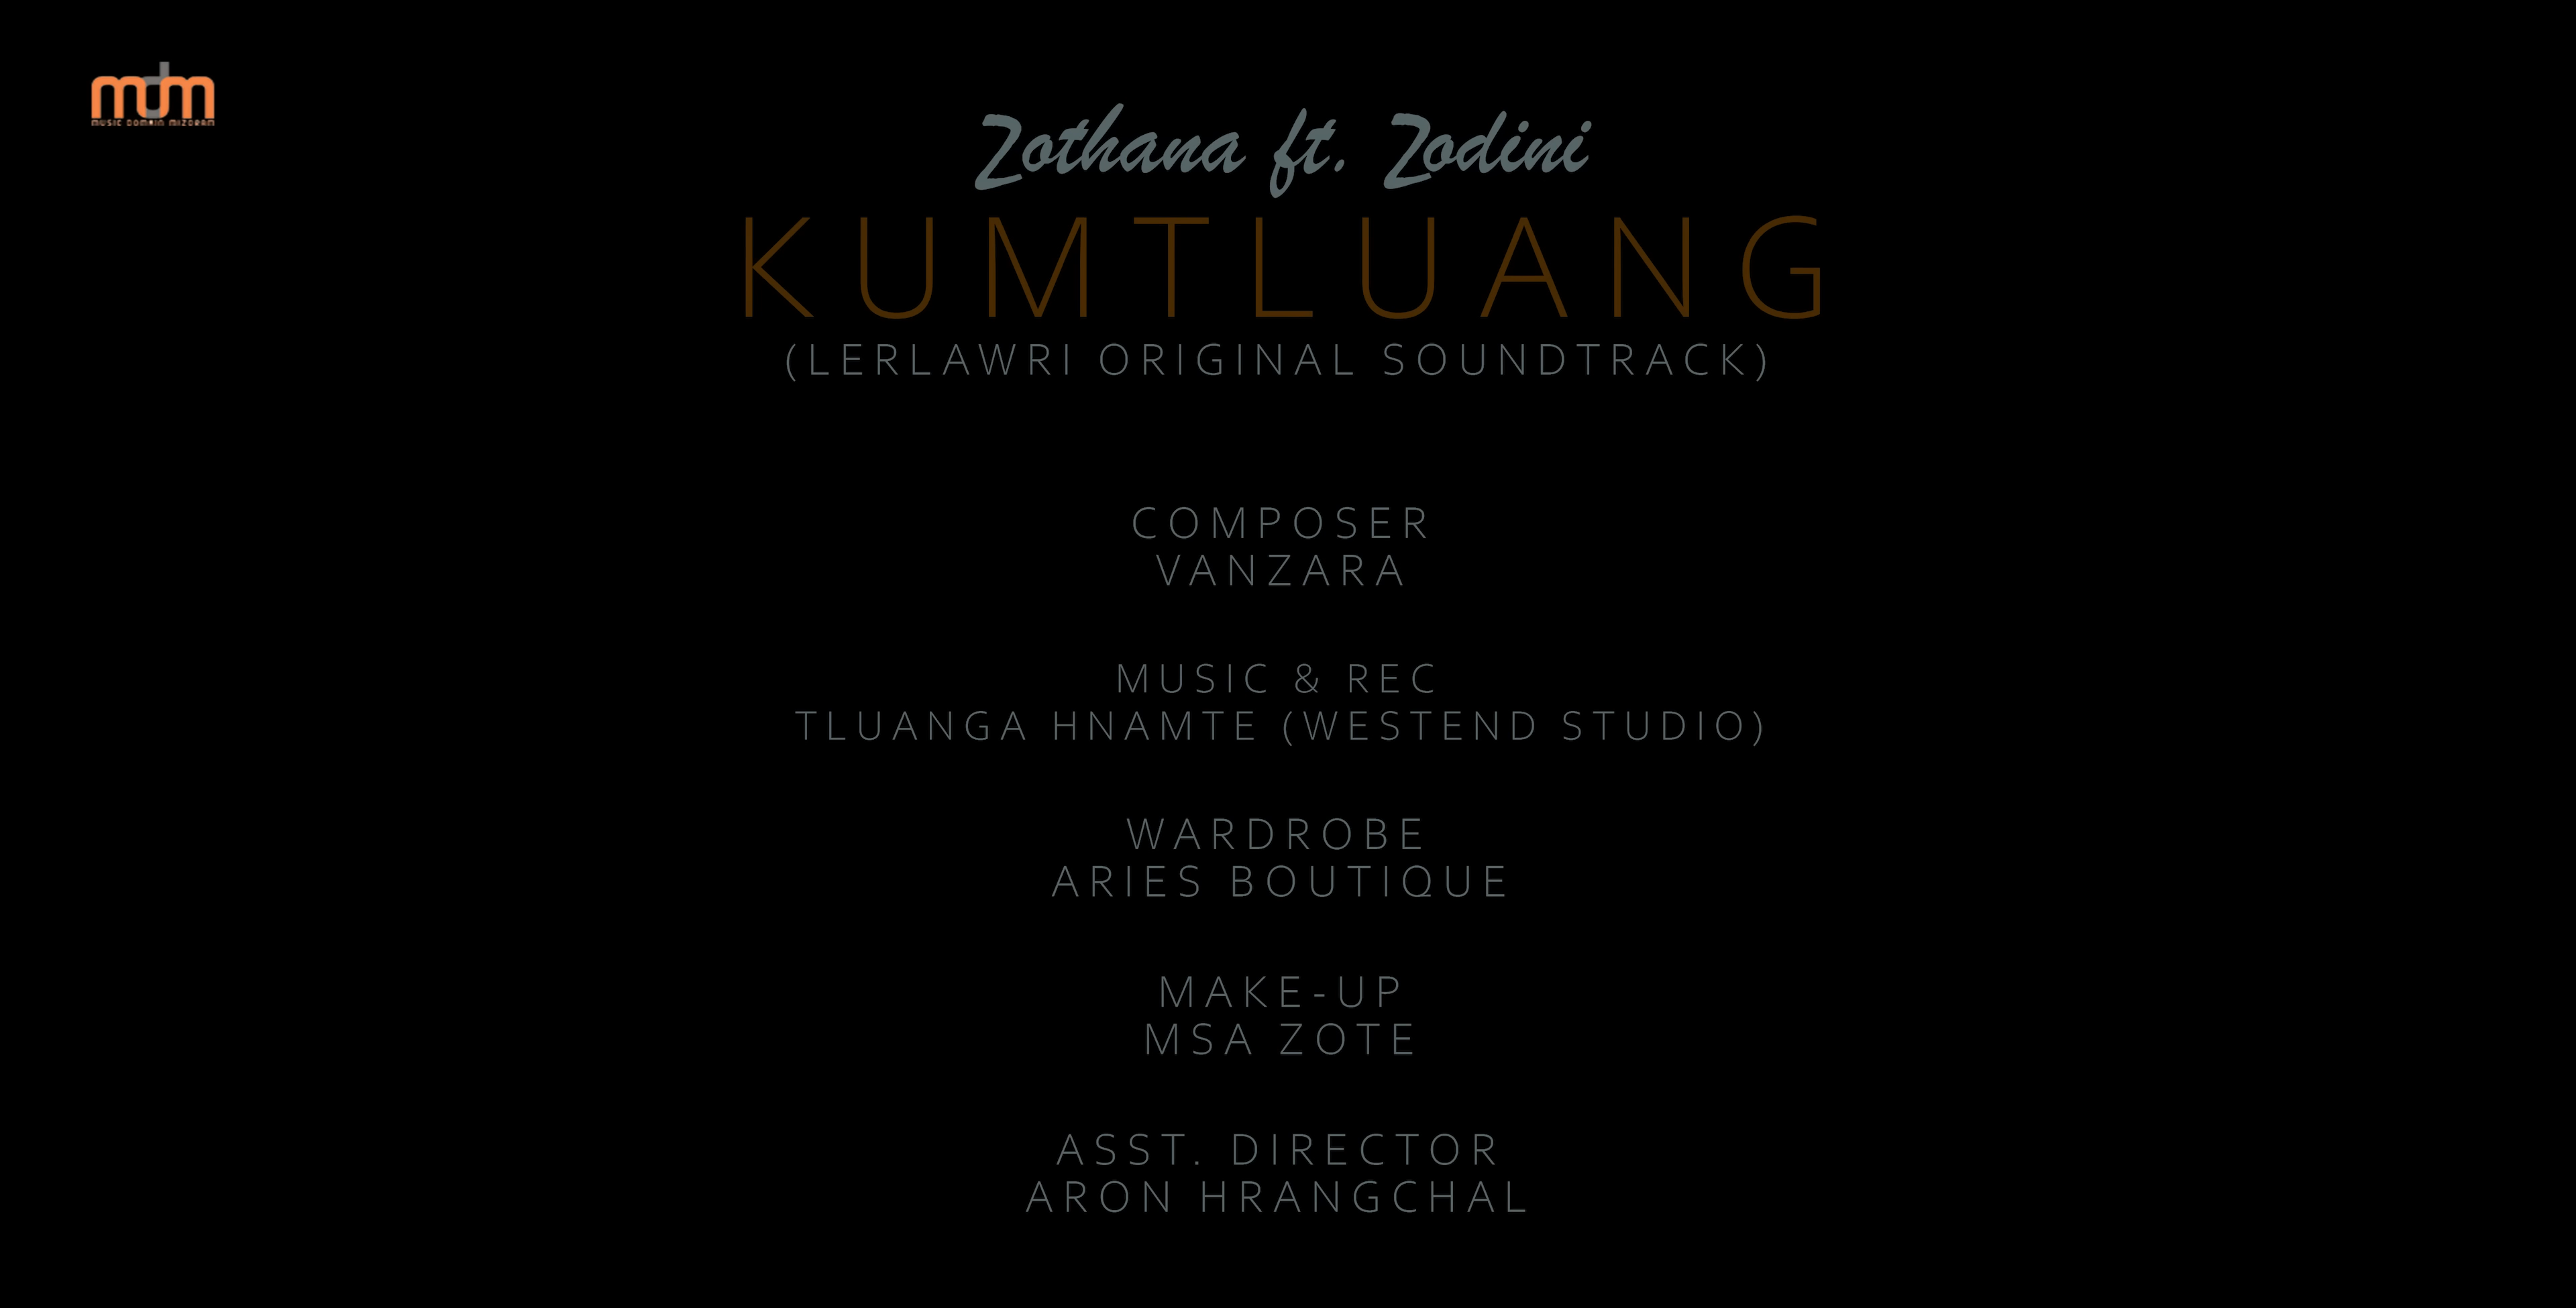 mdm
MUSIC DOMAIN MIZORAM
Zothana ft. Zodini
KUMTLUANG
(LERLAWRI ORIGINAL SOUNDTRACK)
COMPOSER
VANZARA
MUSIC & REC
TLUANGA HNAMTE (WESTEND STUDIO)
WARDROBE
ARIES BOUTIQUE
MAKE-UP
MSA ZOTE
ASST. DIRECTOR
ARON HRANGCHAL